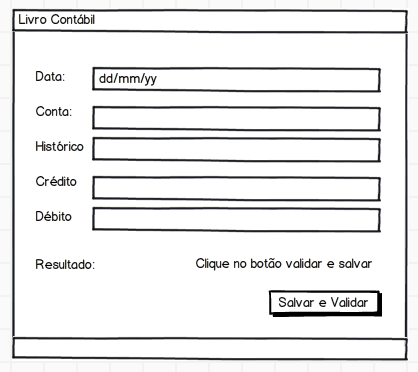 Livro Contábil
Data: dd/mm/yy
Conta:
Histórico
Crédito
Débito
Resultado: Clique no botão validar e salvar
Salvar e Validar